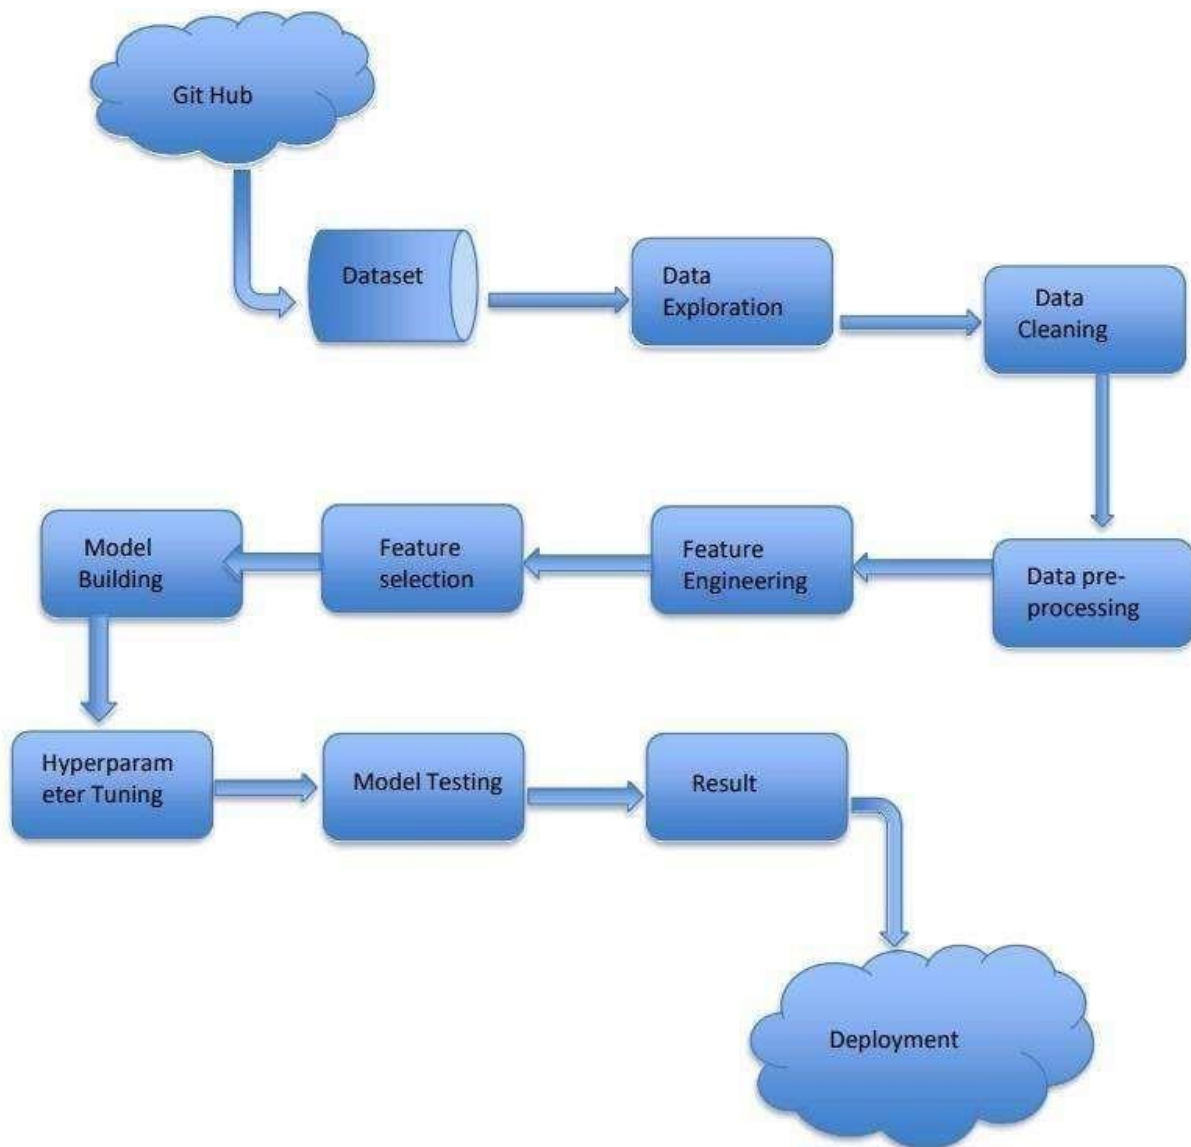 Git Hub
Dataset
Data
Exploration
Data
Cleaning
Data pre-
processing
Feature
Engineering
Feature
selection
Model
Building
Hyperparam
eter Tuning
Model Testing
Result
Deployment